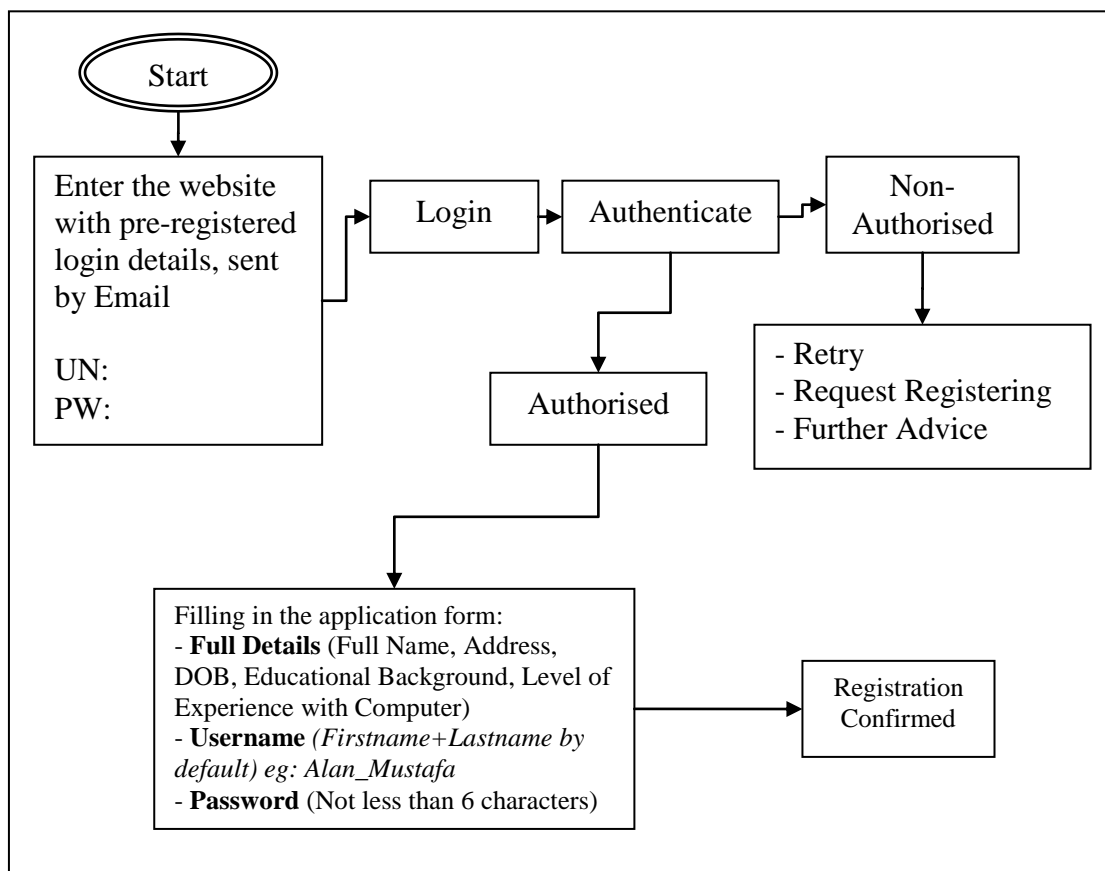 Start
Enter the website
with pre-registered
login details, sent
by Email
UN:
PW:
Login
Authenticate
Non-
Authorised
- Retry
- Request Registering
- Further Advice
Authorised
Filling in the application form:
- Full Details (Full Name, Address,
DOB, Educational Background, Level of
Experience with Computer)
- Username (Firstname+Lastname by
default) eg: Alan_Mustafa
- Password (Not less than 6 characters)
Registration
Confirmed